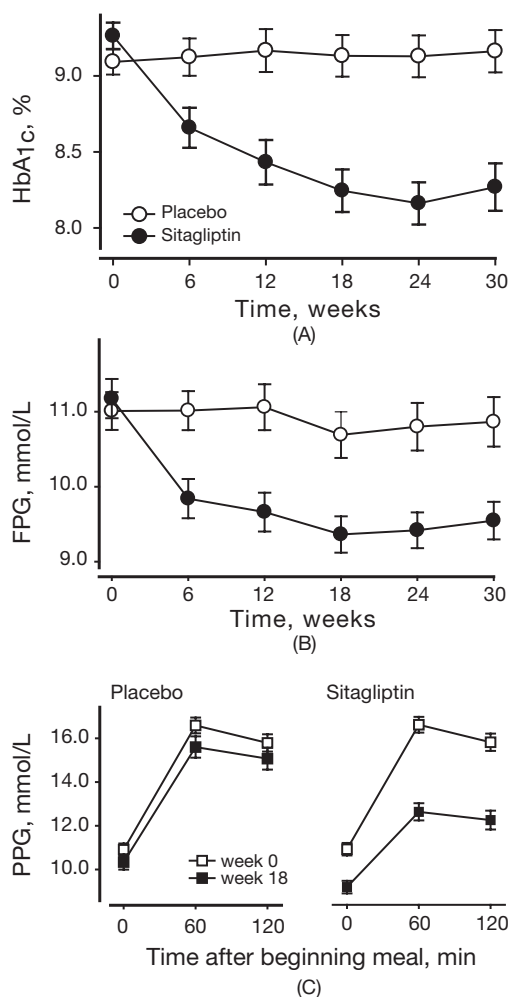 9.0
8.5
8.0
HbA1c, %
Placebo
Sitagliptin
0 6 12 18 24 30
Time, weeks
(A)
11.0
10.0
9.0
FPG, mmol/L
0 6 12 18 24 30
Time, weeks
(B)
Placebo Sitagliptin
16.0
14.0
12.0
10.0
PPG, mmol/L
week 0
week 18
0 60 120 0 60 120
Time after beginning meal, min
(C)